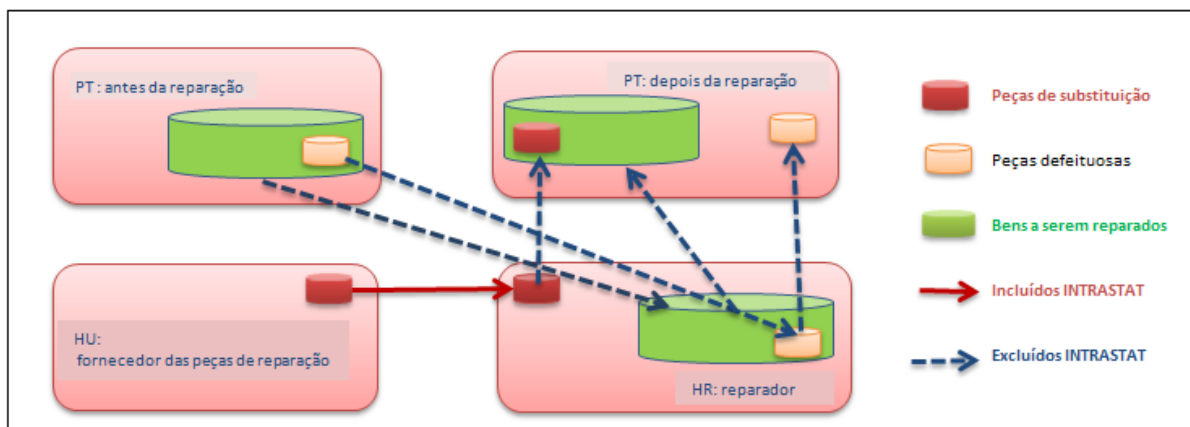 PT : antes da reparação
PT: depois da reparação
HU:
fornecedor das peças de reparação
HR: reparador
Peças de substituição
Peças defeituosas
Bens a serem reparados
Incluídos INTRASTAT
Excluídos INTRASTAT